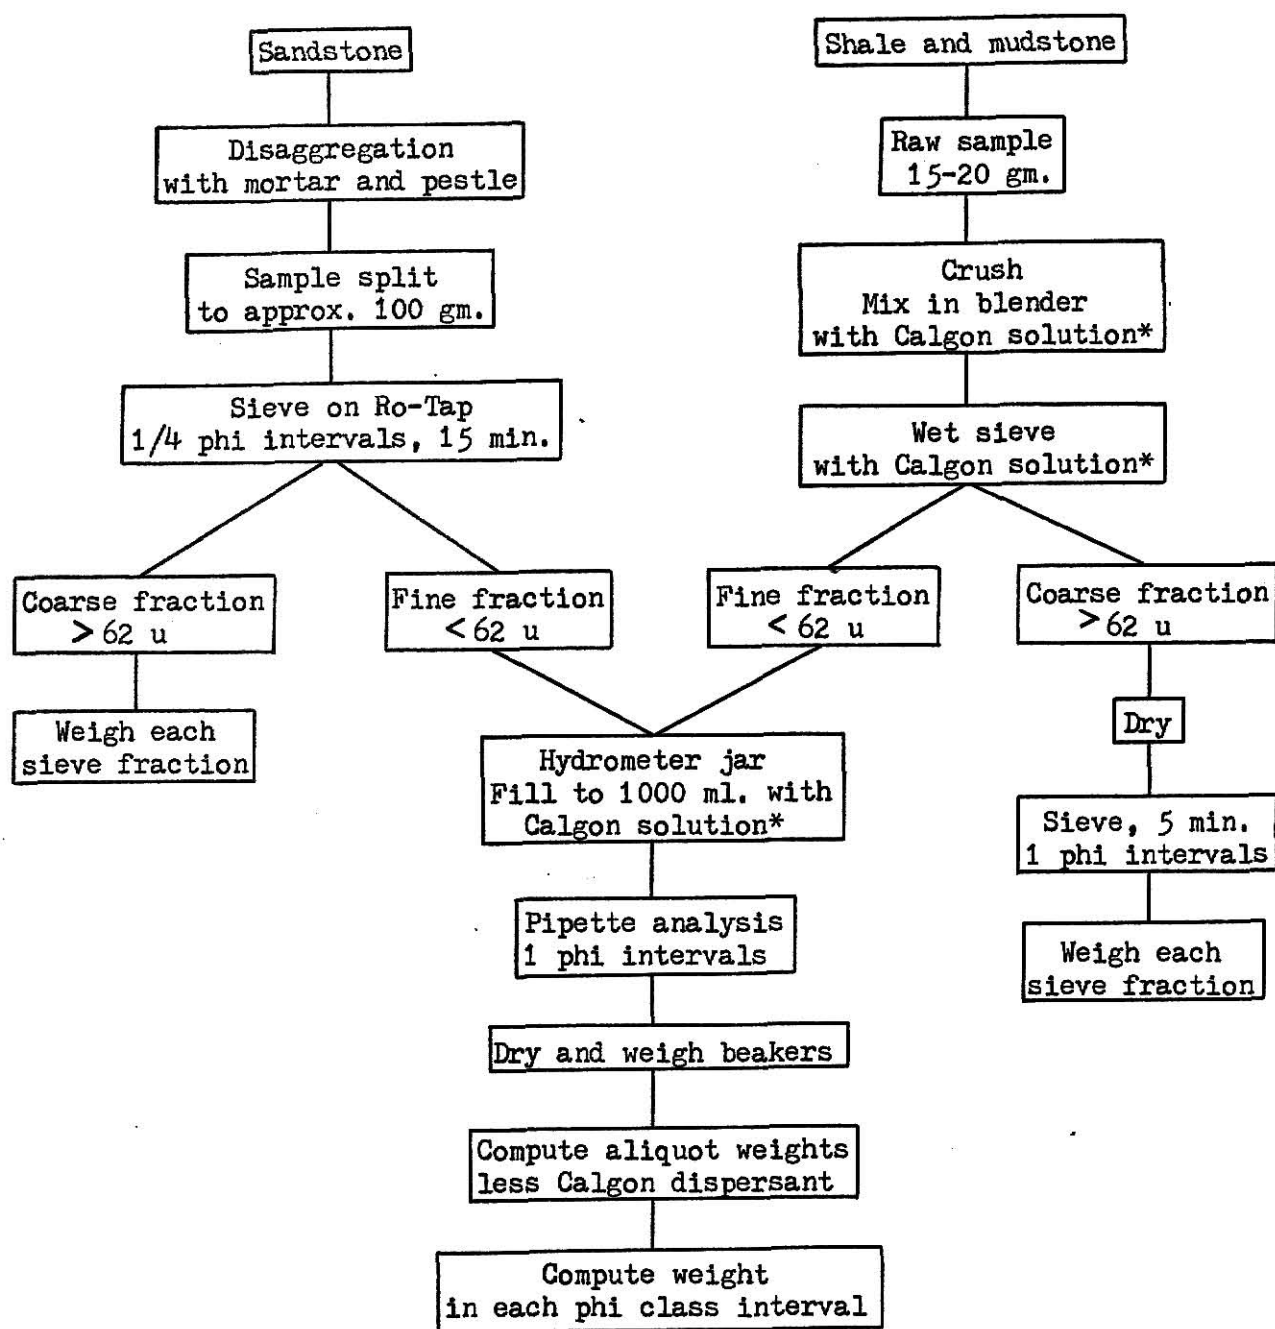 Sandstone
Disaggregation
with mortar and pestle
Sample split
to approx. 100 gm.
Sieve on Ro-Tap
1/4 phi intervals, 15 min.
Coarse fraction
> 62 u
Weigh each
sieve fraction
Fine fraction
< 62 u
Shale and mudstone
Raw sample
15-20 gm.
Crush
Mix in blender
with Calgon solution*
Wet sieve
with Calgon solution*
Fine fraction
< 62 u
Coarse fraction
> 62 u
Dry
Sieve, 5 min.
1 phi intervals
Weigh each
sieve fraction
Hydrometer jar
Fill to 1000 ml. with
Calgon solution*
Pipette analysis
1 phi intervals
Dry and weigh beakers
Compute aliquot weights
less Calgon dispersant
Compute weight
in each phi class interval